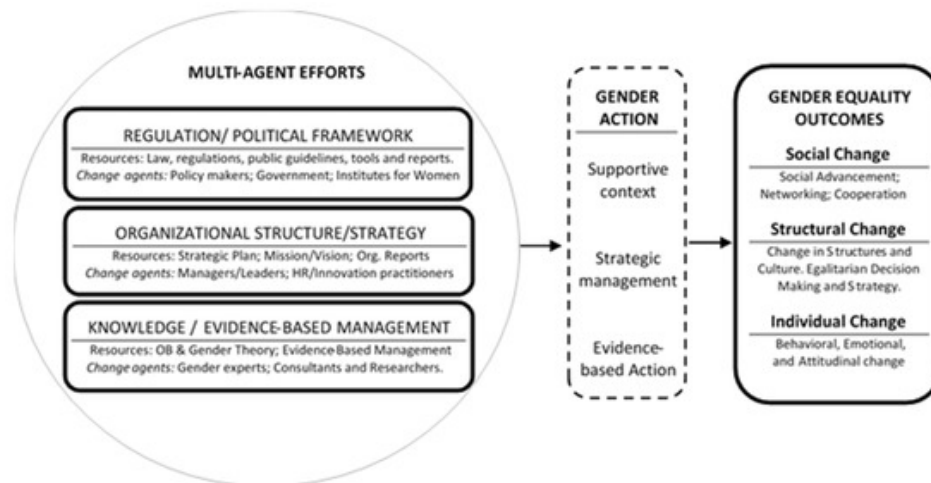 MULTI-AGENT EFFORTS
REGULATION/ POLITICAL FRAMEWORK
Resources: Law, regulations, public guidelines, tools and reports.
Change agents: Policy makers; Government; Institutes for Women
ORGANIZATIONAL STRUCTURE/STRATEGY
Resources: Strategic Plan; Mission/Vision; Org. Reports
Change agents: Managers/Leaders; HR/Innovation practitioners
KNOWLEDGE / EVIDENCE-BASED MANAGEMENT
Resources: OB & Gender Theory; Evidence-Based Management
Change agents: Gender experts; Consultants and Researchers.
GENDER
ACTION
Supportive
context
Strategic
management
Evidence-
based Action
GENDER EQUALITY
OUTCOMES
Social Change
Social Advancement;
Networking; Cooperation
Structural Change
Change in Structures and
Culture. Egalitarian Decision
Making and Strategy.
Individual Change
Behavioral, Emotional,
and Attitudinal change